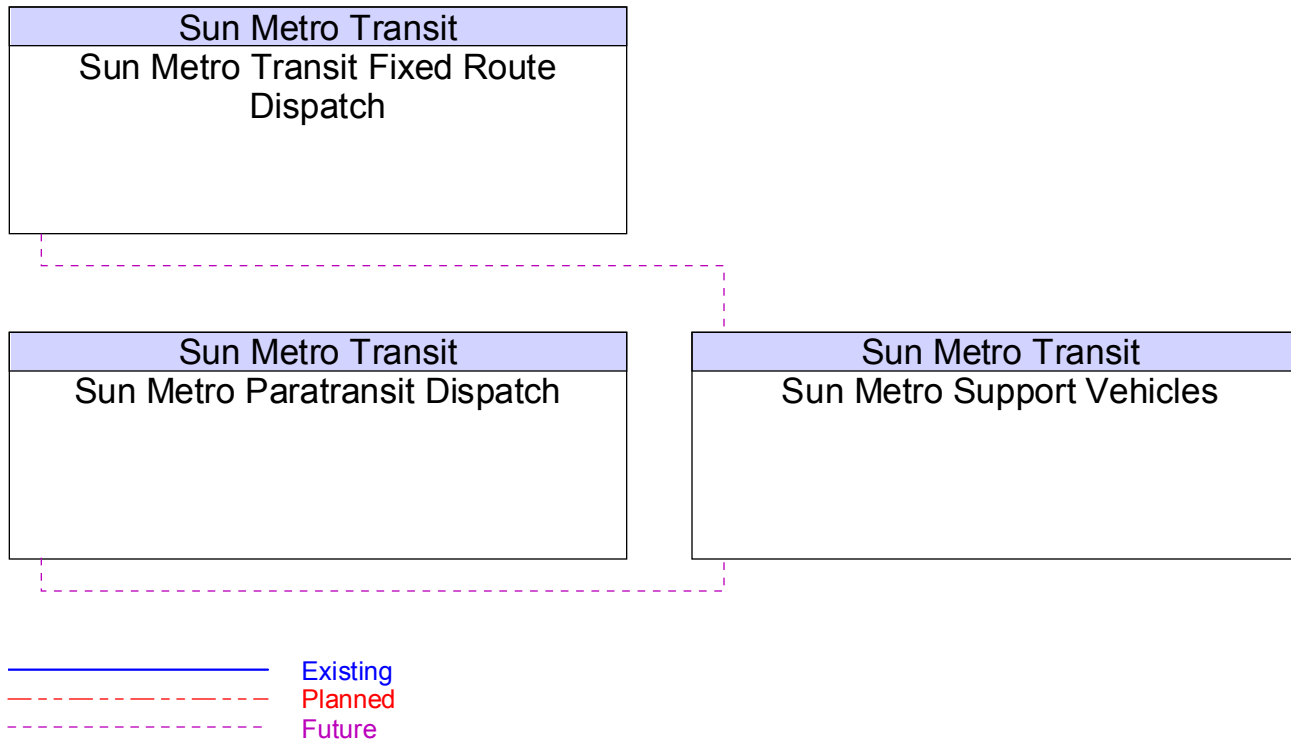 Sun Metro Transit
Sun Metro Transit Fixed Route
Dispatch
Sun Metro Transit
Sun Metro Paratransit Dispatch
Sun Metro Transit
Sun Metro Support Vehicles
Existing
Planned
Future